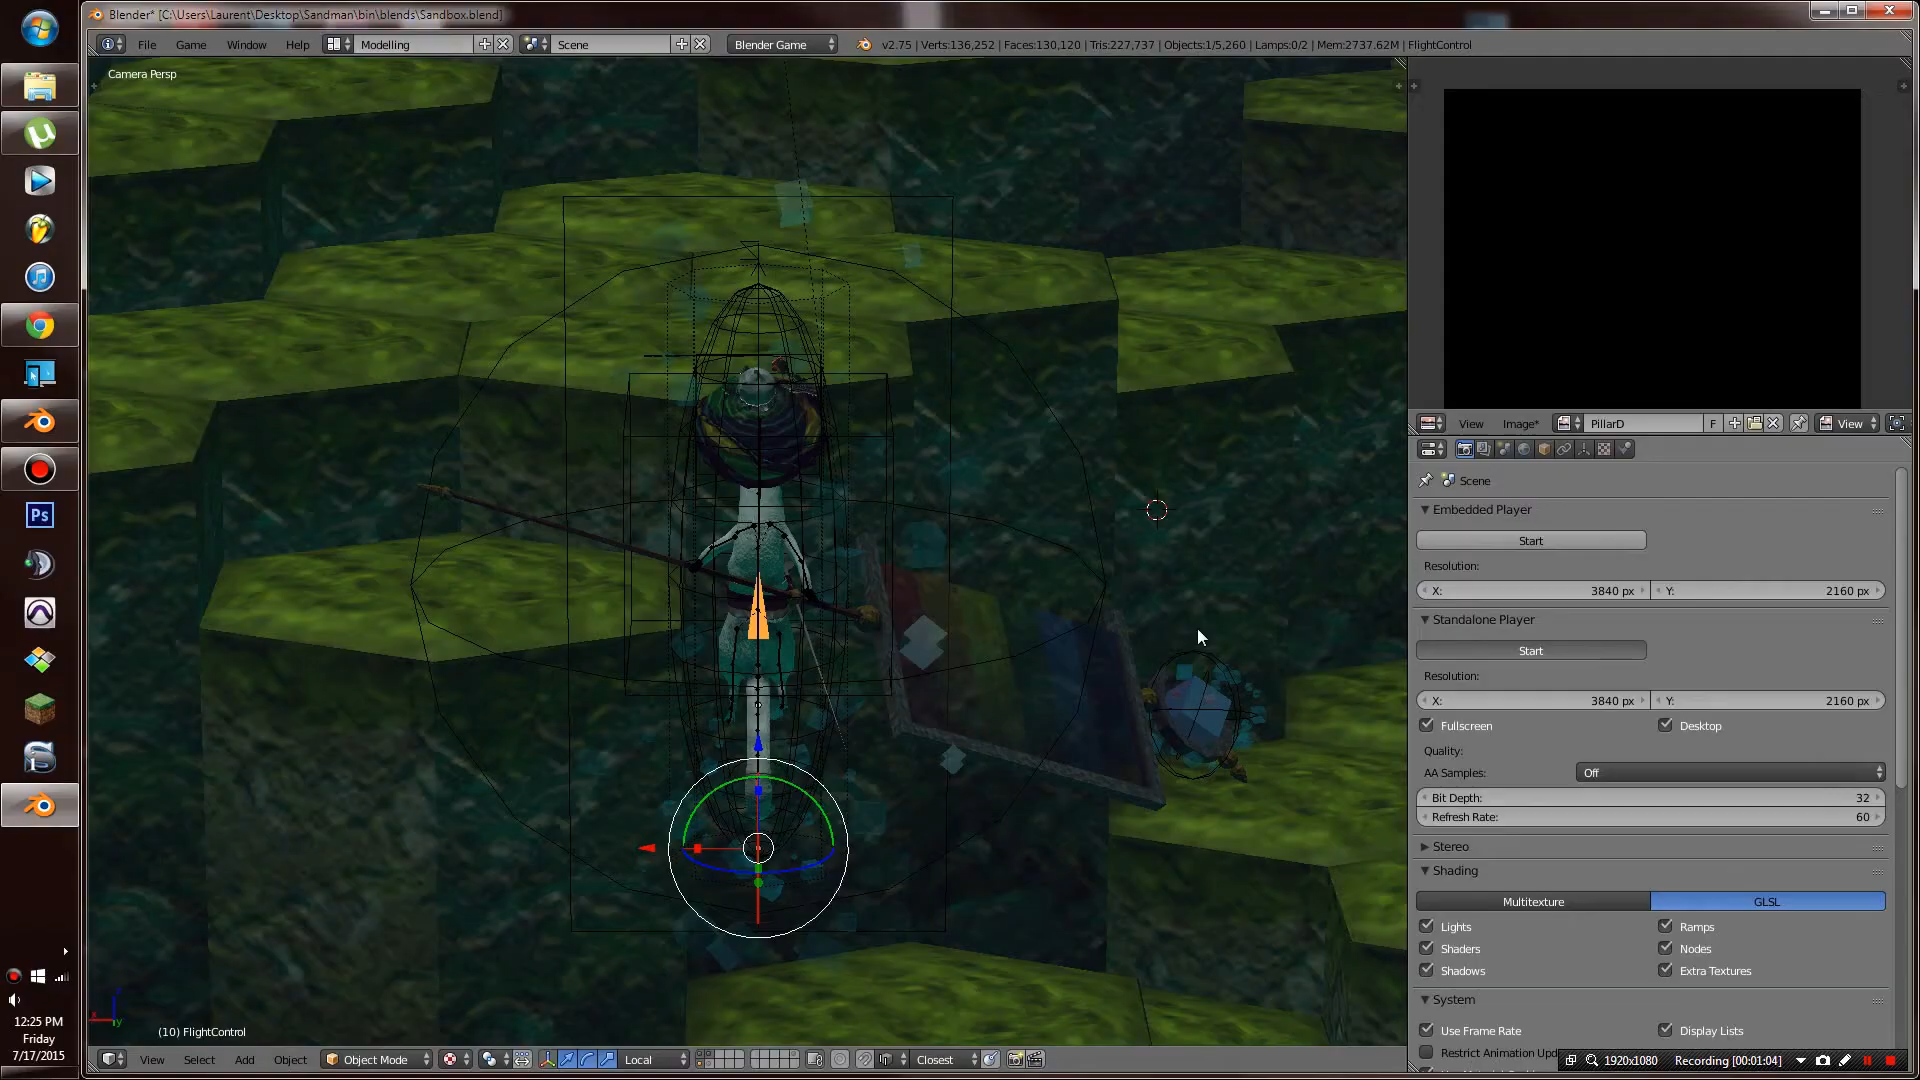 Blender* [C:\Users\Laurent\Desktop\Sandman\bin\blends\Sandbox.blend]
File Game Window Help Modelling Scene Blender Game v2.75 | Verts:136,252 | Faces:130,120 | Tris:227,737 | Objects:1/5,260 | Lamps:0/2 | Mem:2737.62M | FlightControl
Camera Persp
View Image* PillarD F View
Scene
Embedded Player
Start
Resolution:
X: 3840 px Y: 2160 px
Standalone Player
Start
Resolution:
X: 3840 px Y: 2160 px
Fullscreen Desktop
Quality:
AA Samples: Off
Bit Depth: 32
Refresh Rate: 60
Stereo
Shading
Multitexture GLSL
Lights Ramps
Shaders Nodes
Shadows Extra Textures
System
Use Frame Rate Display Lists
Restrict Animation Upd
1920x1080 Recording [00:01:04]
(10) FlightControl
View Select Add Object Object Mode Local Closest
Ps
12:25 PM
Friday
7/17/2015